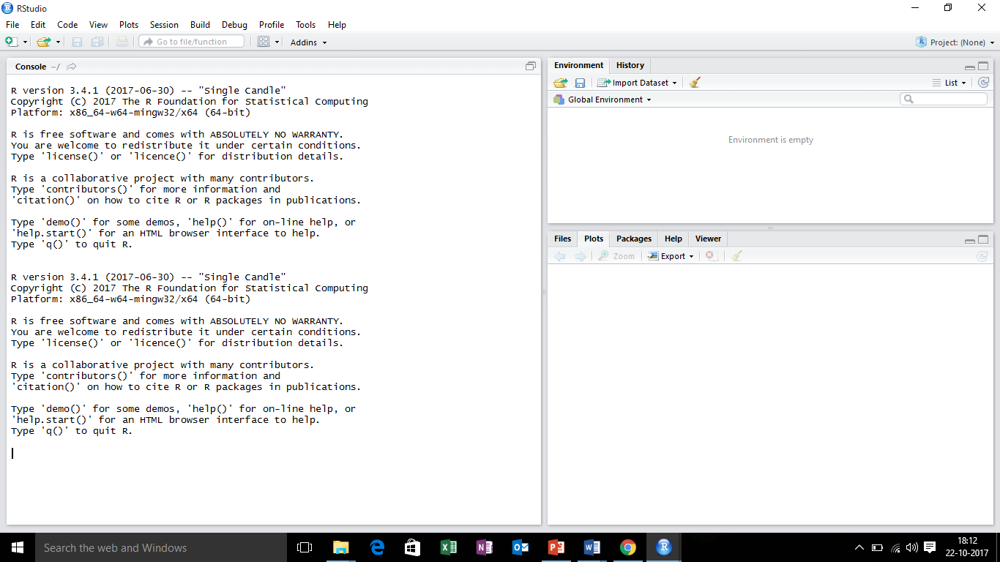 RStudio
File Edit Code View Plots Session Build Debug Profile Tools Help
Go to file/function Addins Project: (None)
Console ~/
R version 3.4.1 (2017-06-30) -- "Single Candle"
Copyright (C) 2017 The R Foundation for Statistical Computing
Platform: x86_64-w64-mingw32/x64 (64-bit)
R is free software and comes with ABSOLUTELY NO WARRANTY.
You are welcome to redistribute it under certain conditions.
Type 'license()' or 'licence()' for distribution details.
R is a collaborative project with many contributors.
Type 'contributors()' for more information and
'citation()' on how to cite R or R packages in publications.
Type 'demo()' for some demos, 'help()' for on-line help, or
'help.start()' for an HTML browser interface to help.
Type 'q()' to quit R.
R version 3.4.1 (2017-06-30) -- "Single Candle"
Copyright (C) 2017 The R Foundation for Statistical Computing
Platform: x86_64-w64-mingw32/x64 (64-bit)
R is free software and comes with ABSOLUTELY NO WARRANTY.
You are welcome to redistribute it under certain conditions.
Type 'license()' or 'licence()' for distribution details.
R is a collaborative project with many contributors.
Type 'contributors()' for more information and
'citation()' on how to cite R or R packages in publications.
Type 'demo()' for some demos, 'help()' for on-line help, or
'help.start()' for an HTML browser interface to help.
Type 'q()' to quit R.
Environment History
Import Dataset List
Global Environment
Environment is empty
Files Plots Packages Help Viewer
Zoom Export
Search the web and Windows
18:12
22-10-2017